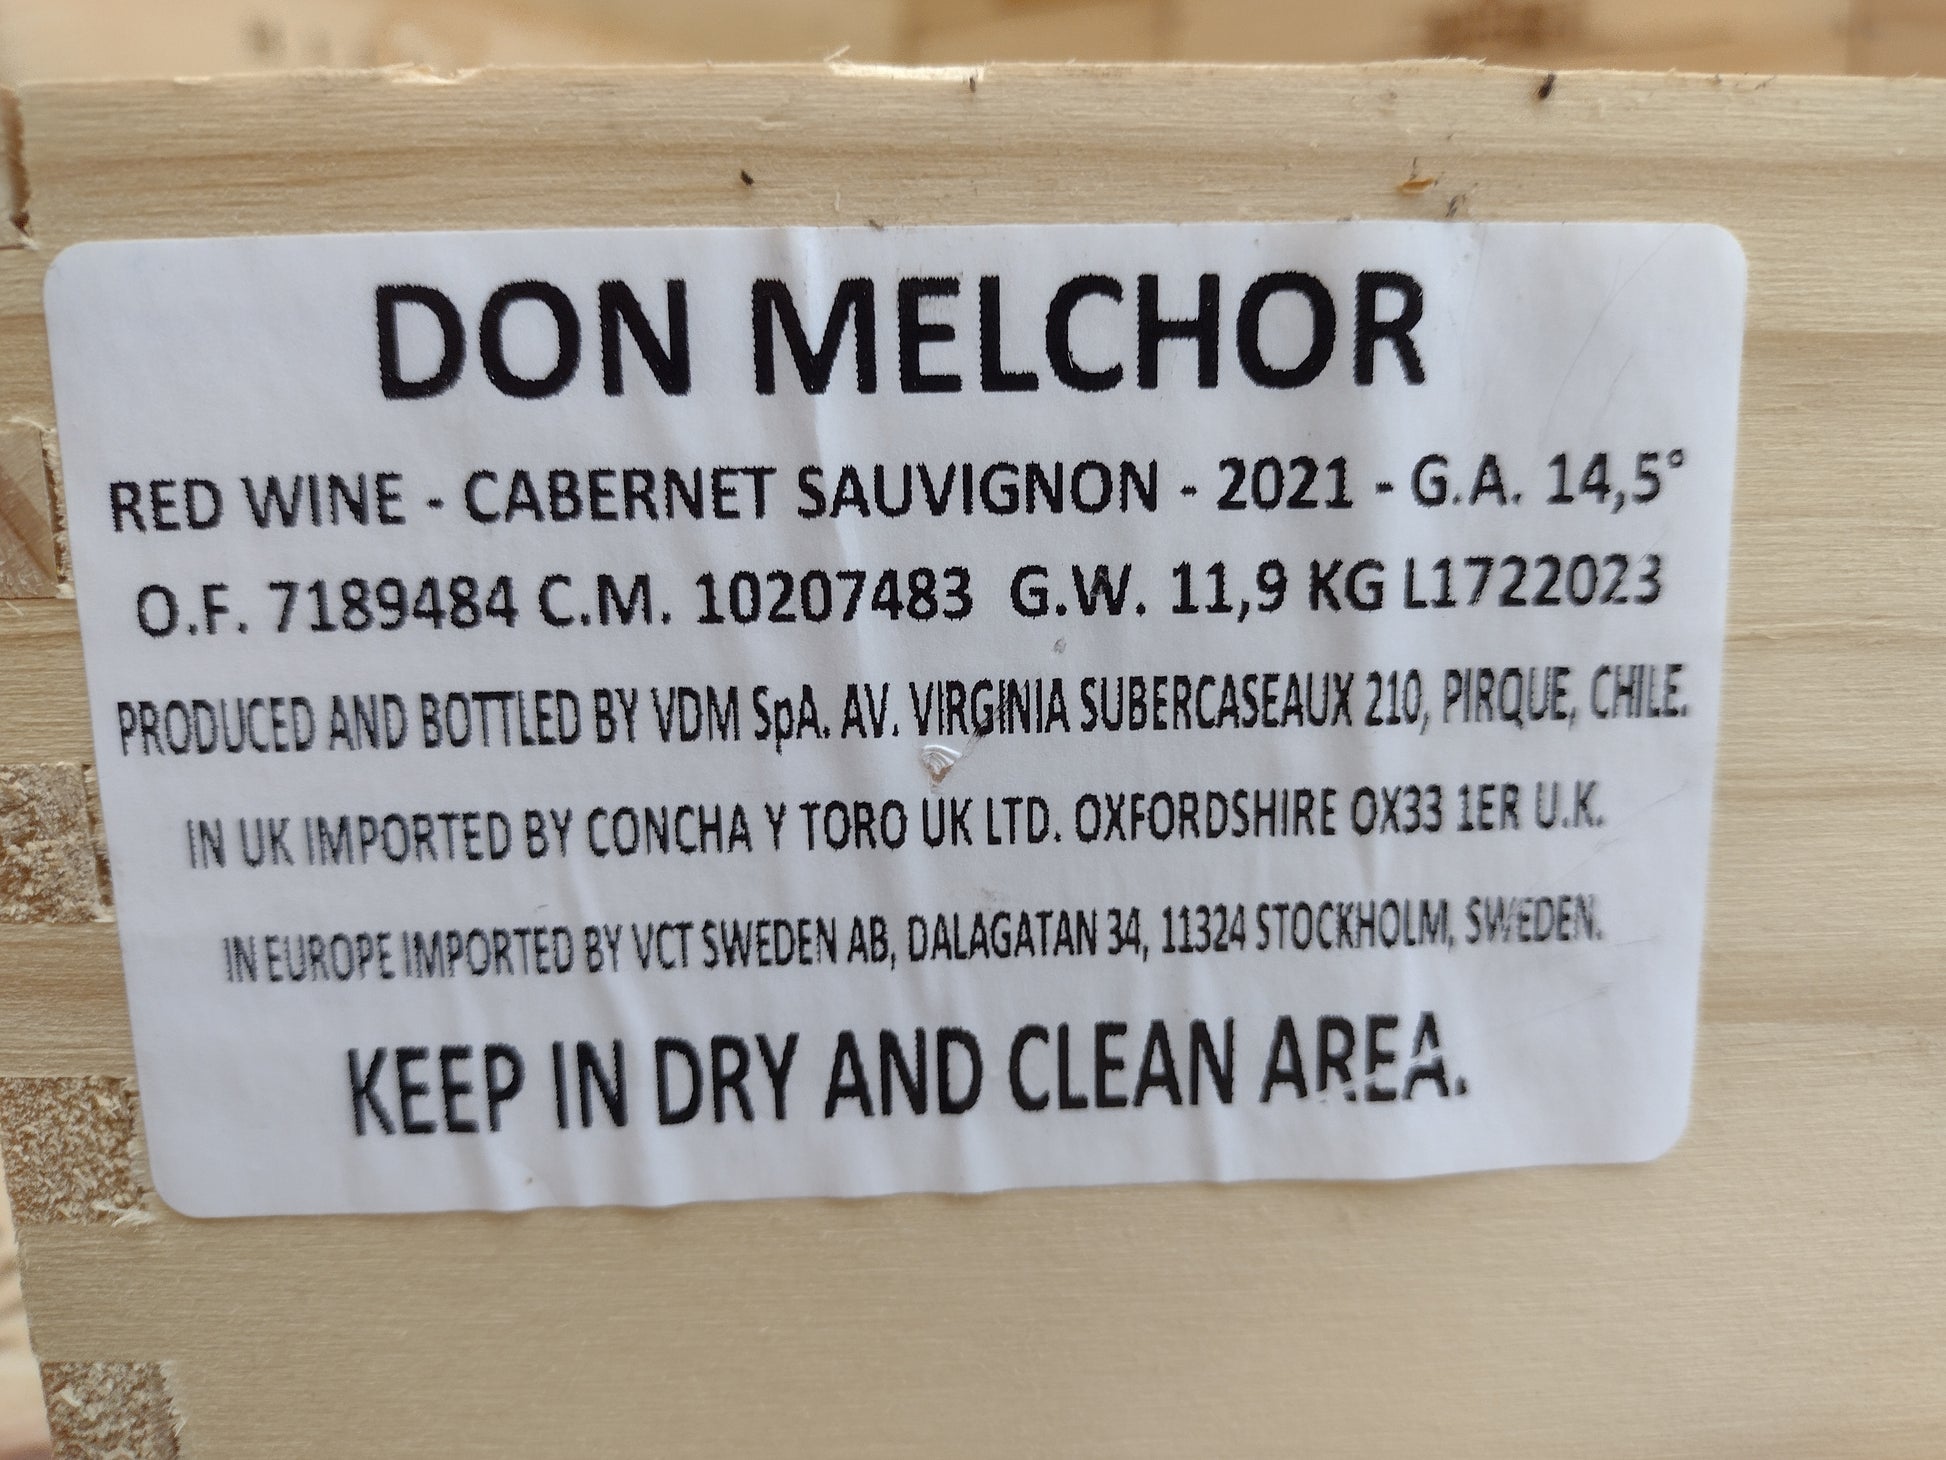 DON MELCHOR
RED WINE - CABERNET SAUVIGNON - 2021 - G.A. 14,5°
O.F. 7189484 C.M. 10207483 G.W. 11,9 KG L1722023
PRODUCED AND BOTTLED BY VDM SpA. AV. VIRGINIA SUBERCASEAUX 210, PIRQUE, CHILE.
IN UK IMPORTED BY CONCHA Y TORO UK LTD. OXFORDSHIRE OX33 1ER U.K.
IN EUROPE IMPORTED BY VCT SWEDEN AB, DALAGATAN 34, 11324 STOCKHOLM, SWEDEN.
KEEP IN DRY AND CLEAN AREA.